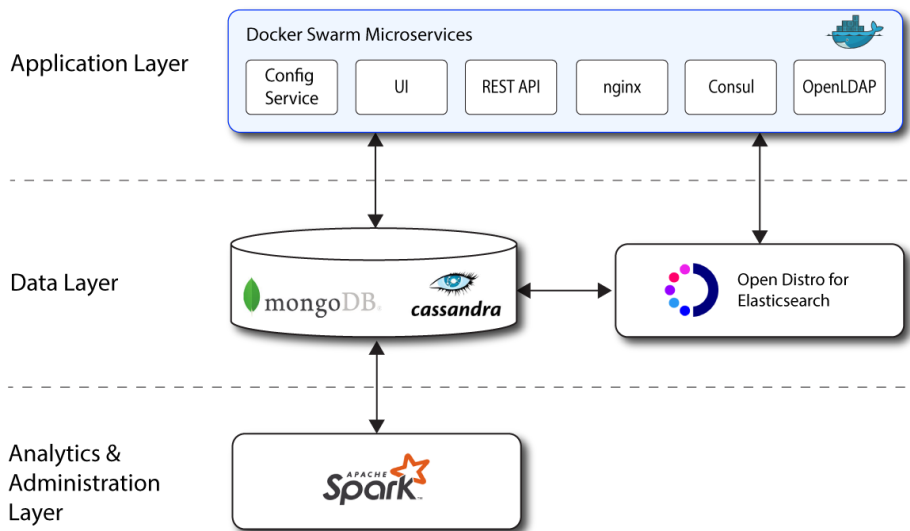 Application Layer
Docker Swarm Microservices
Config
Service
UI
REST API
nginx
Consul
OpenLDAP
Data Layer
mongoDB®
cassandra
Open Distro for
Elasticsearch
Analytics &
Administration
Layer
APACHE
Spark™